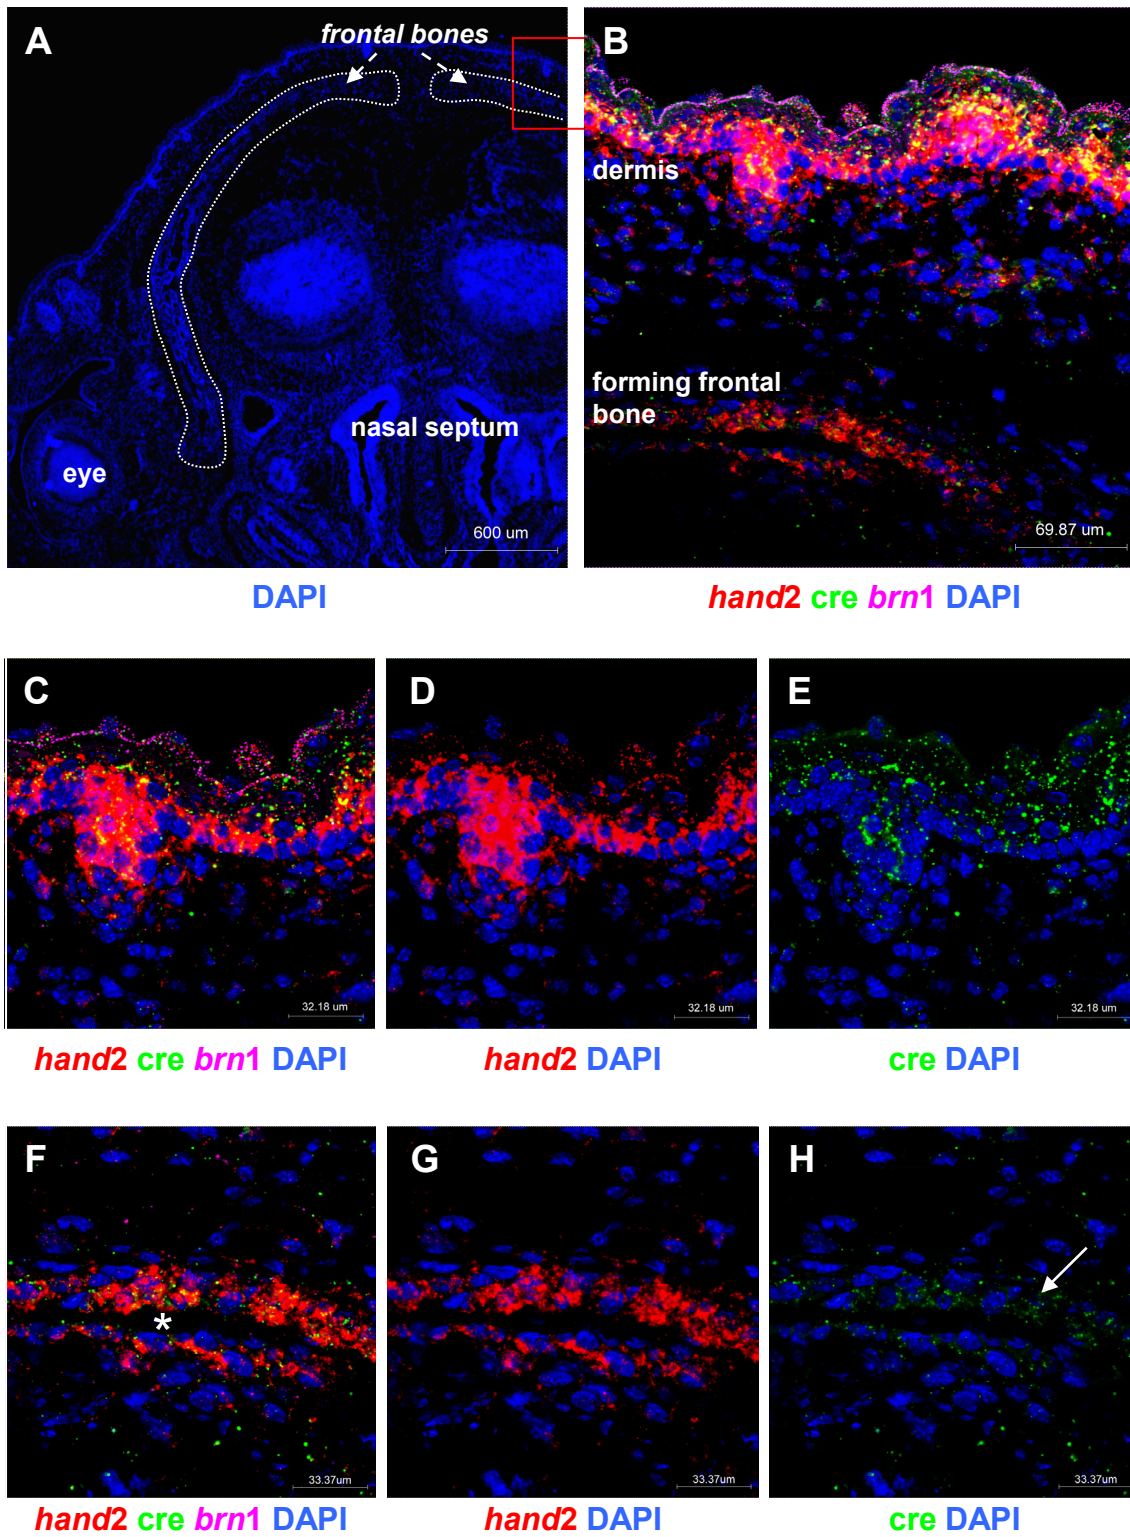 A
frontal bones
eye
nasal septum
600 um
DAPI
B
dermis
forming frontal
bone
69.87 um
hand2 cre brn1 DAPI
C
32.18 um
hand2 cre brn1 DAPI
D
32.18 um
hand2 DAPI
E
32.18 um
cre DAPI
F
*
33.37um
hand2 cre brn1 DAPI
G
33.37um
hand2 DAPI
H
33.37um
cre DAPI